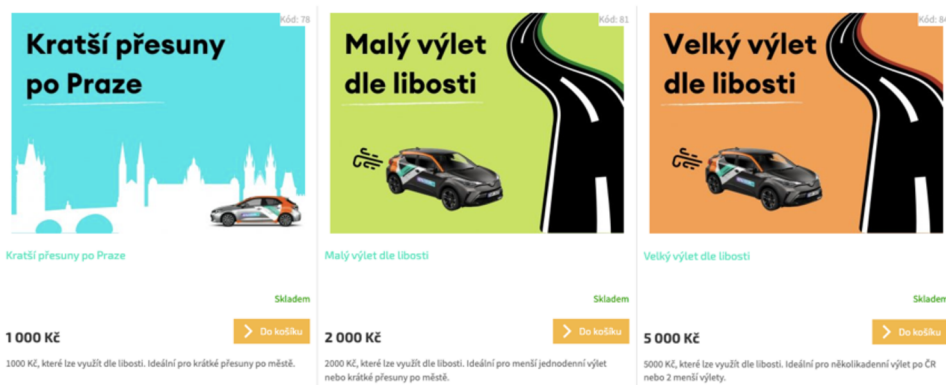 Kód: 78
Kratší přesuny
po Praze
Kratší přesuny po Praze
Skladem
1 000 Kč
Do košíku
1000 Kč, které lze využít dle libosti. Ideální pro krátké přesuny po městě.
Kód: 81
Malý výlet
dle libosti
Malý výlet dle libosti
Skladem
2 000 Kč
Do košíku
2000 Kč, které lze využít dle libosti. Ideální pro menší jednodenní výlet
nebo krátké přesuny po městě.
Kód: 84
Velký výlet
dle libosti
Velký výlet dle libosti
Skladem
5 000 Kč
Do košíku
5000 Kč, které lze využít dle libosti. Ideální pro několikadenní výlet po ČR
nebo 2 menší výlety.